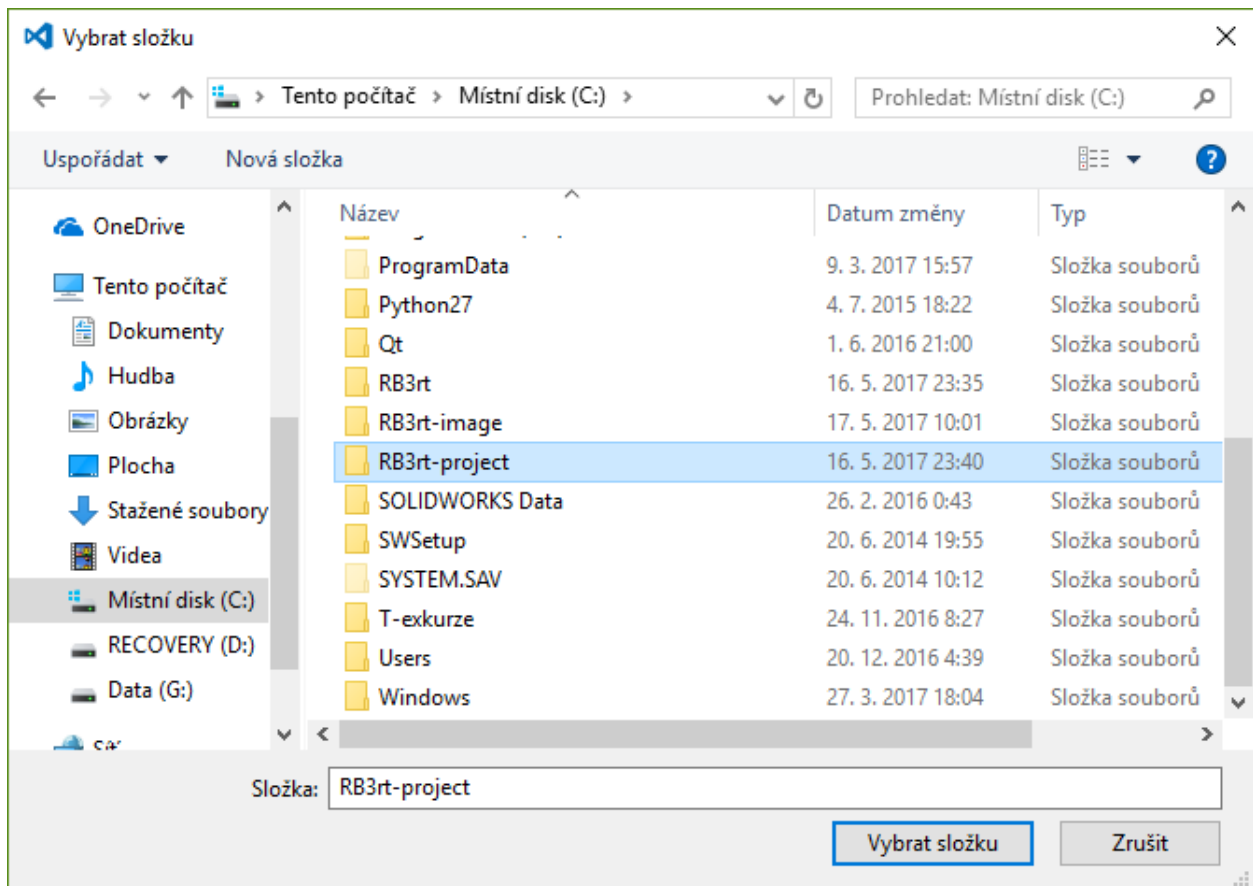 Vybrat složku
Tento počítač > Místní disk (C:) >
Prohledat: Místní disk (C:)
Uspořádat
Nová složka
?
Název Datum změny Typ
OneDrive
Tento počítač
Dokumenty
Hudba
Obrázky
Plocha
Stažené soubory
Videa
Místní disk (C:)
RECOVERY (D:)
Data (G:)
ProgramData 9. 3. 2017 15:57 Složka souborů
Python27 4. 7. 2015 18:22 Složka souborů
Qt 1. 6. 2016 21:00 Složka souborů
RB3rt 16. 5. 2017 23:35 Složka souborů
RB3rt-image 17. 5. 2017 10:01 Složka souborů
RB3rt-project 16. 5. 2017 23:40 Složka souborů
SOLIDWORKS Data 26. 2. 2016 0:43 Složka souborů
SWSetup 20. 6. 2014 19:55 Složka souborů
SYSTEM.SAV 20. 6. 2014 10:12 Složka souborů
T-exkurze 24. 11. 2016 8:27 Složka souborů
Users 20. 12. 2016 4:39 Složka souborů
Windows 27. 3. 2017 18:04 Složka souborů
Složka: RB3rt-project
Vybrat složku Zrušit